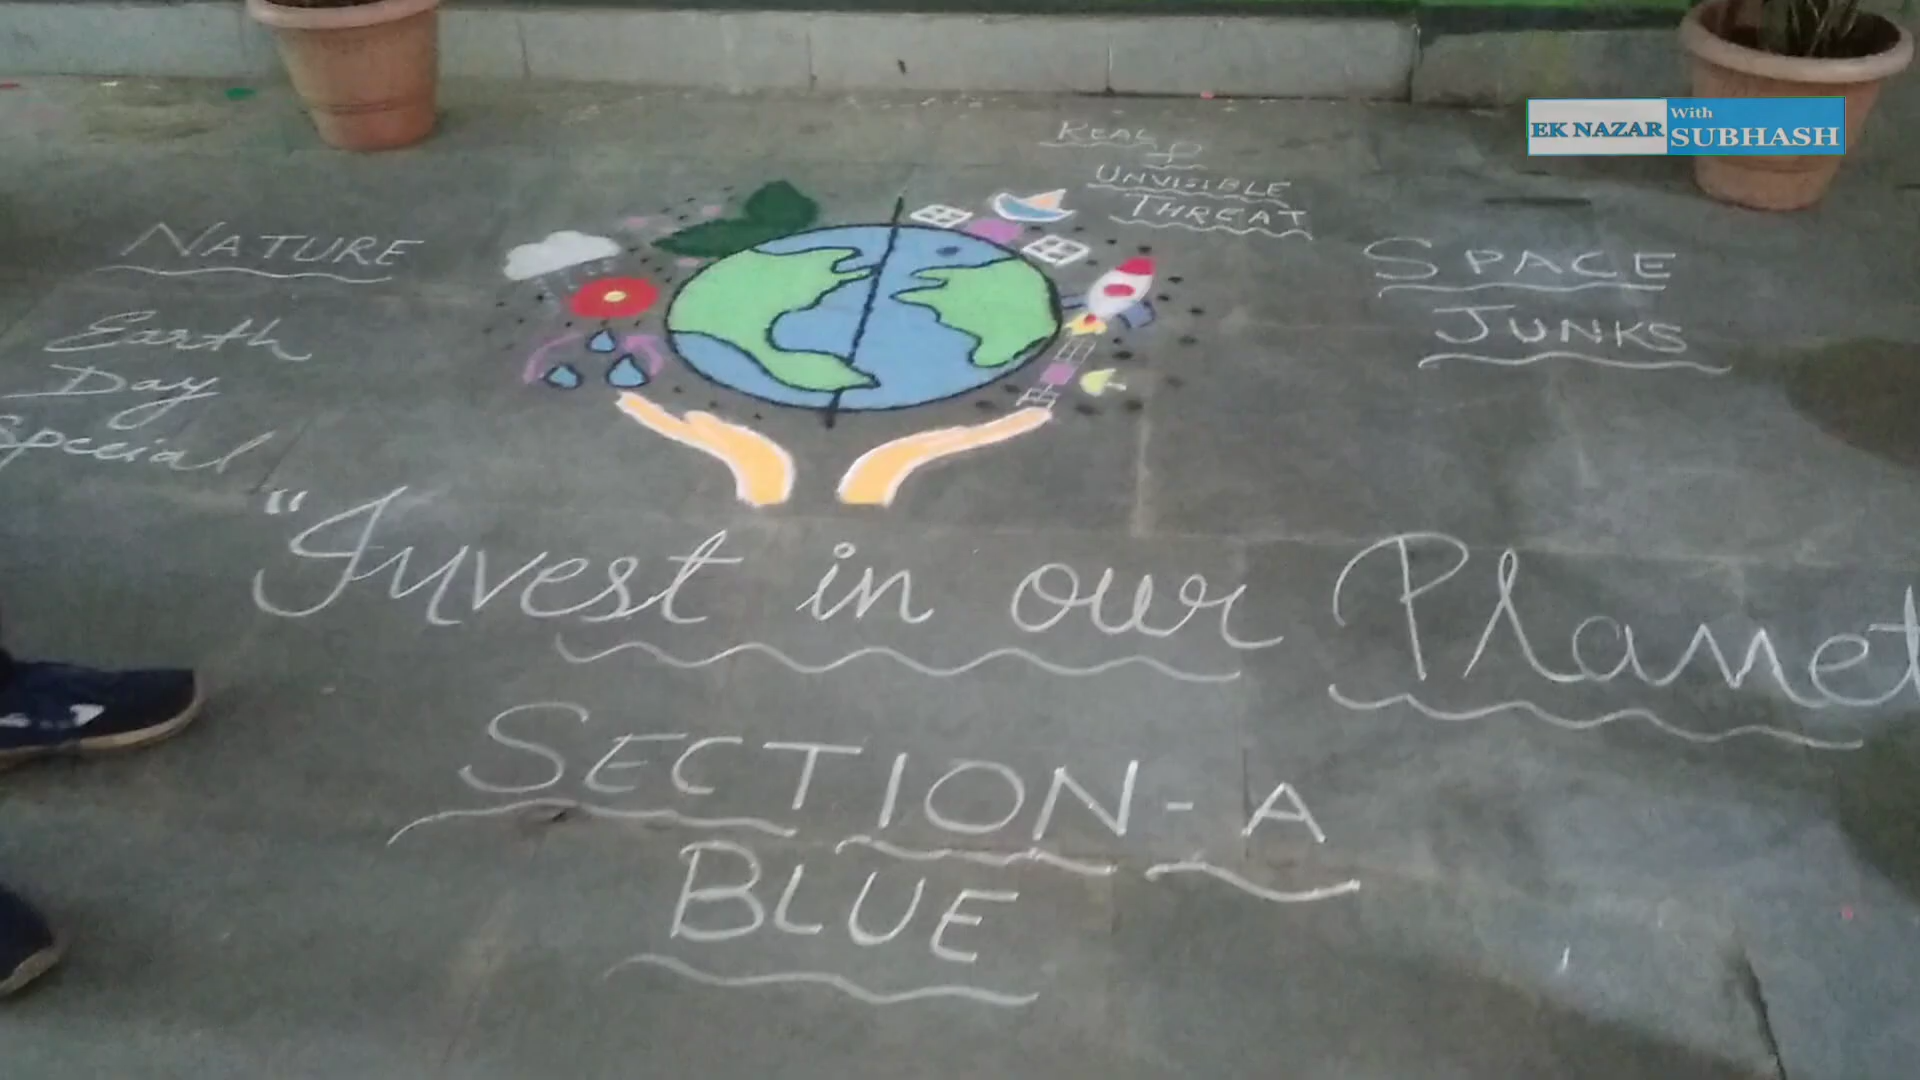 EK NAZAR With SUBHASH
REAL
UNVISIBLE
THREAT
NATURE
SPACE
JUNKS
Earth
Day
Special
"Invest in our Planet
SECTION-A
BLUE